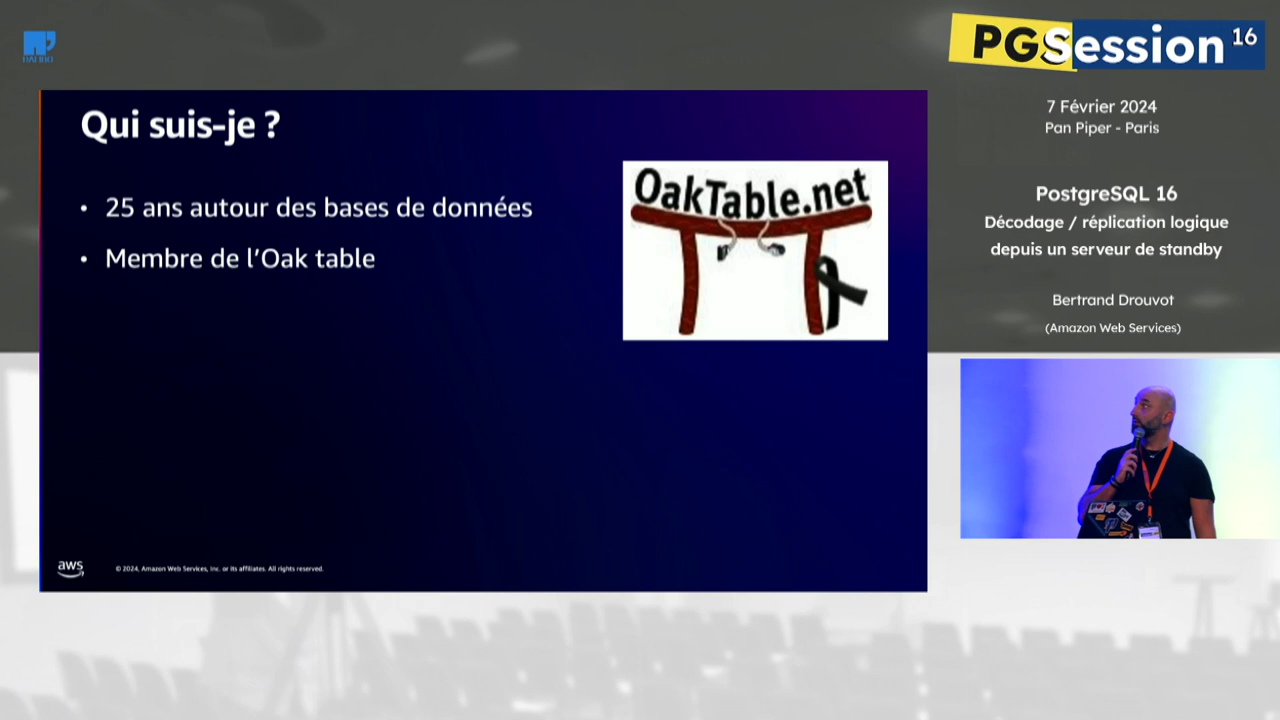 PGSession 16
7 Février 2024
Pan Piper - Paris
PostgreSQL 16
Décodage / réplication logique
depuis un serveur de standby
Bertrand Drouvot
(Amazon Web Services)
Qui suis-je ?
• 25 ans autour des bases de données
• Membre de l'Oak table
OakTable.net
aws
© 2024, Amazon Web Services, Inc. or its affiliates. All rights reserved.